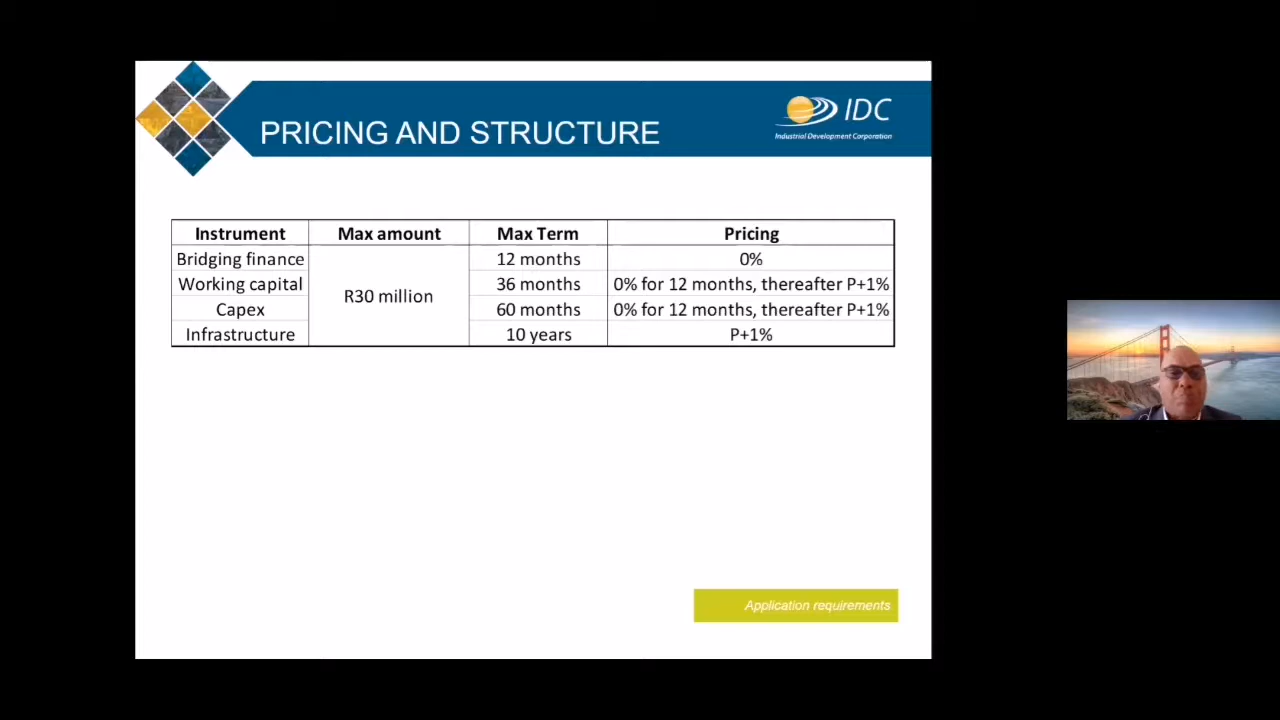 PRICING AND STRUCTURE
IDC
Industrial Development Corporation
Instrument Max amount Max Term Pricing
Bridging finance R30 million 12 months 0%
Working capital 36 months 0% for 12 months, thereafter P+1%
Capex 60 months 0% for 12 months, thereafter P+1%
Infrastructure 10 years P+1%
Application requirements